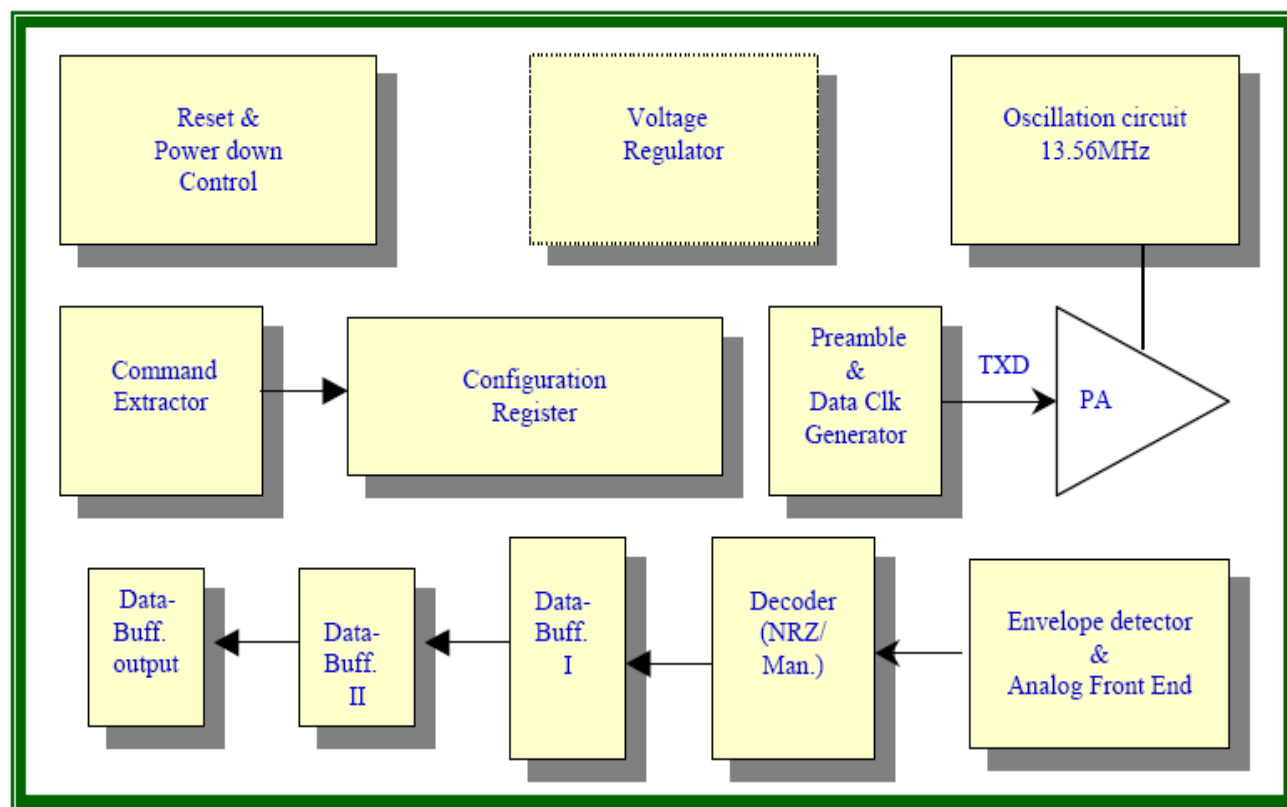 Reset &
Power down
Control
Voltage
Regulator
Oscillation circuit
13.56MHz
Command
Extractor
Configuration
Register
Preamble
&
Data Clk
Generator
TXD
PA
Data-
Buff.
output
Data-
Buff.
II
Data-
Buff.
I
Decoder
(NRZ/
Man.)
Envelope detector
&
Analog Front End